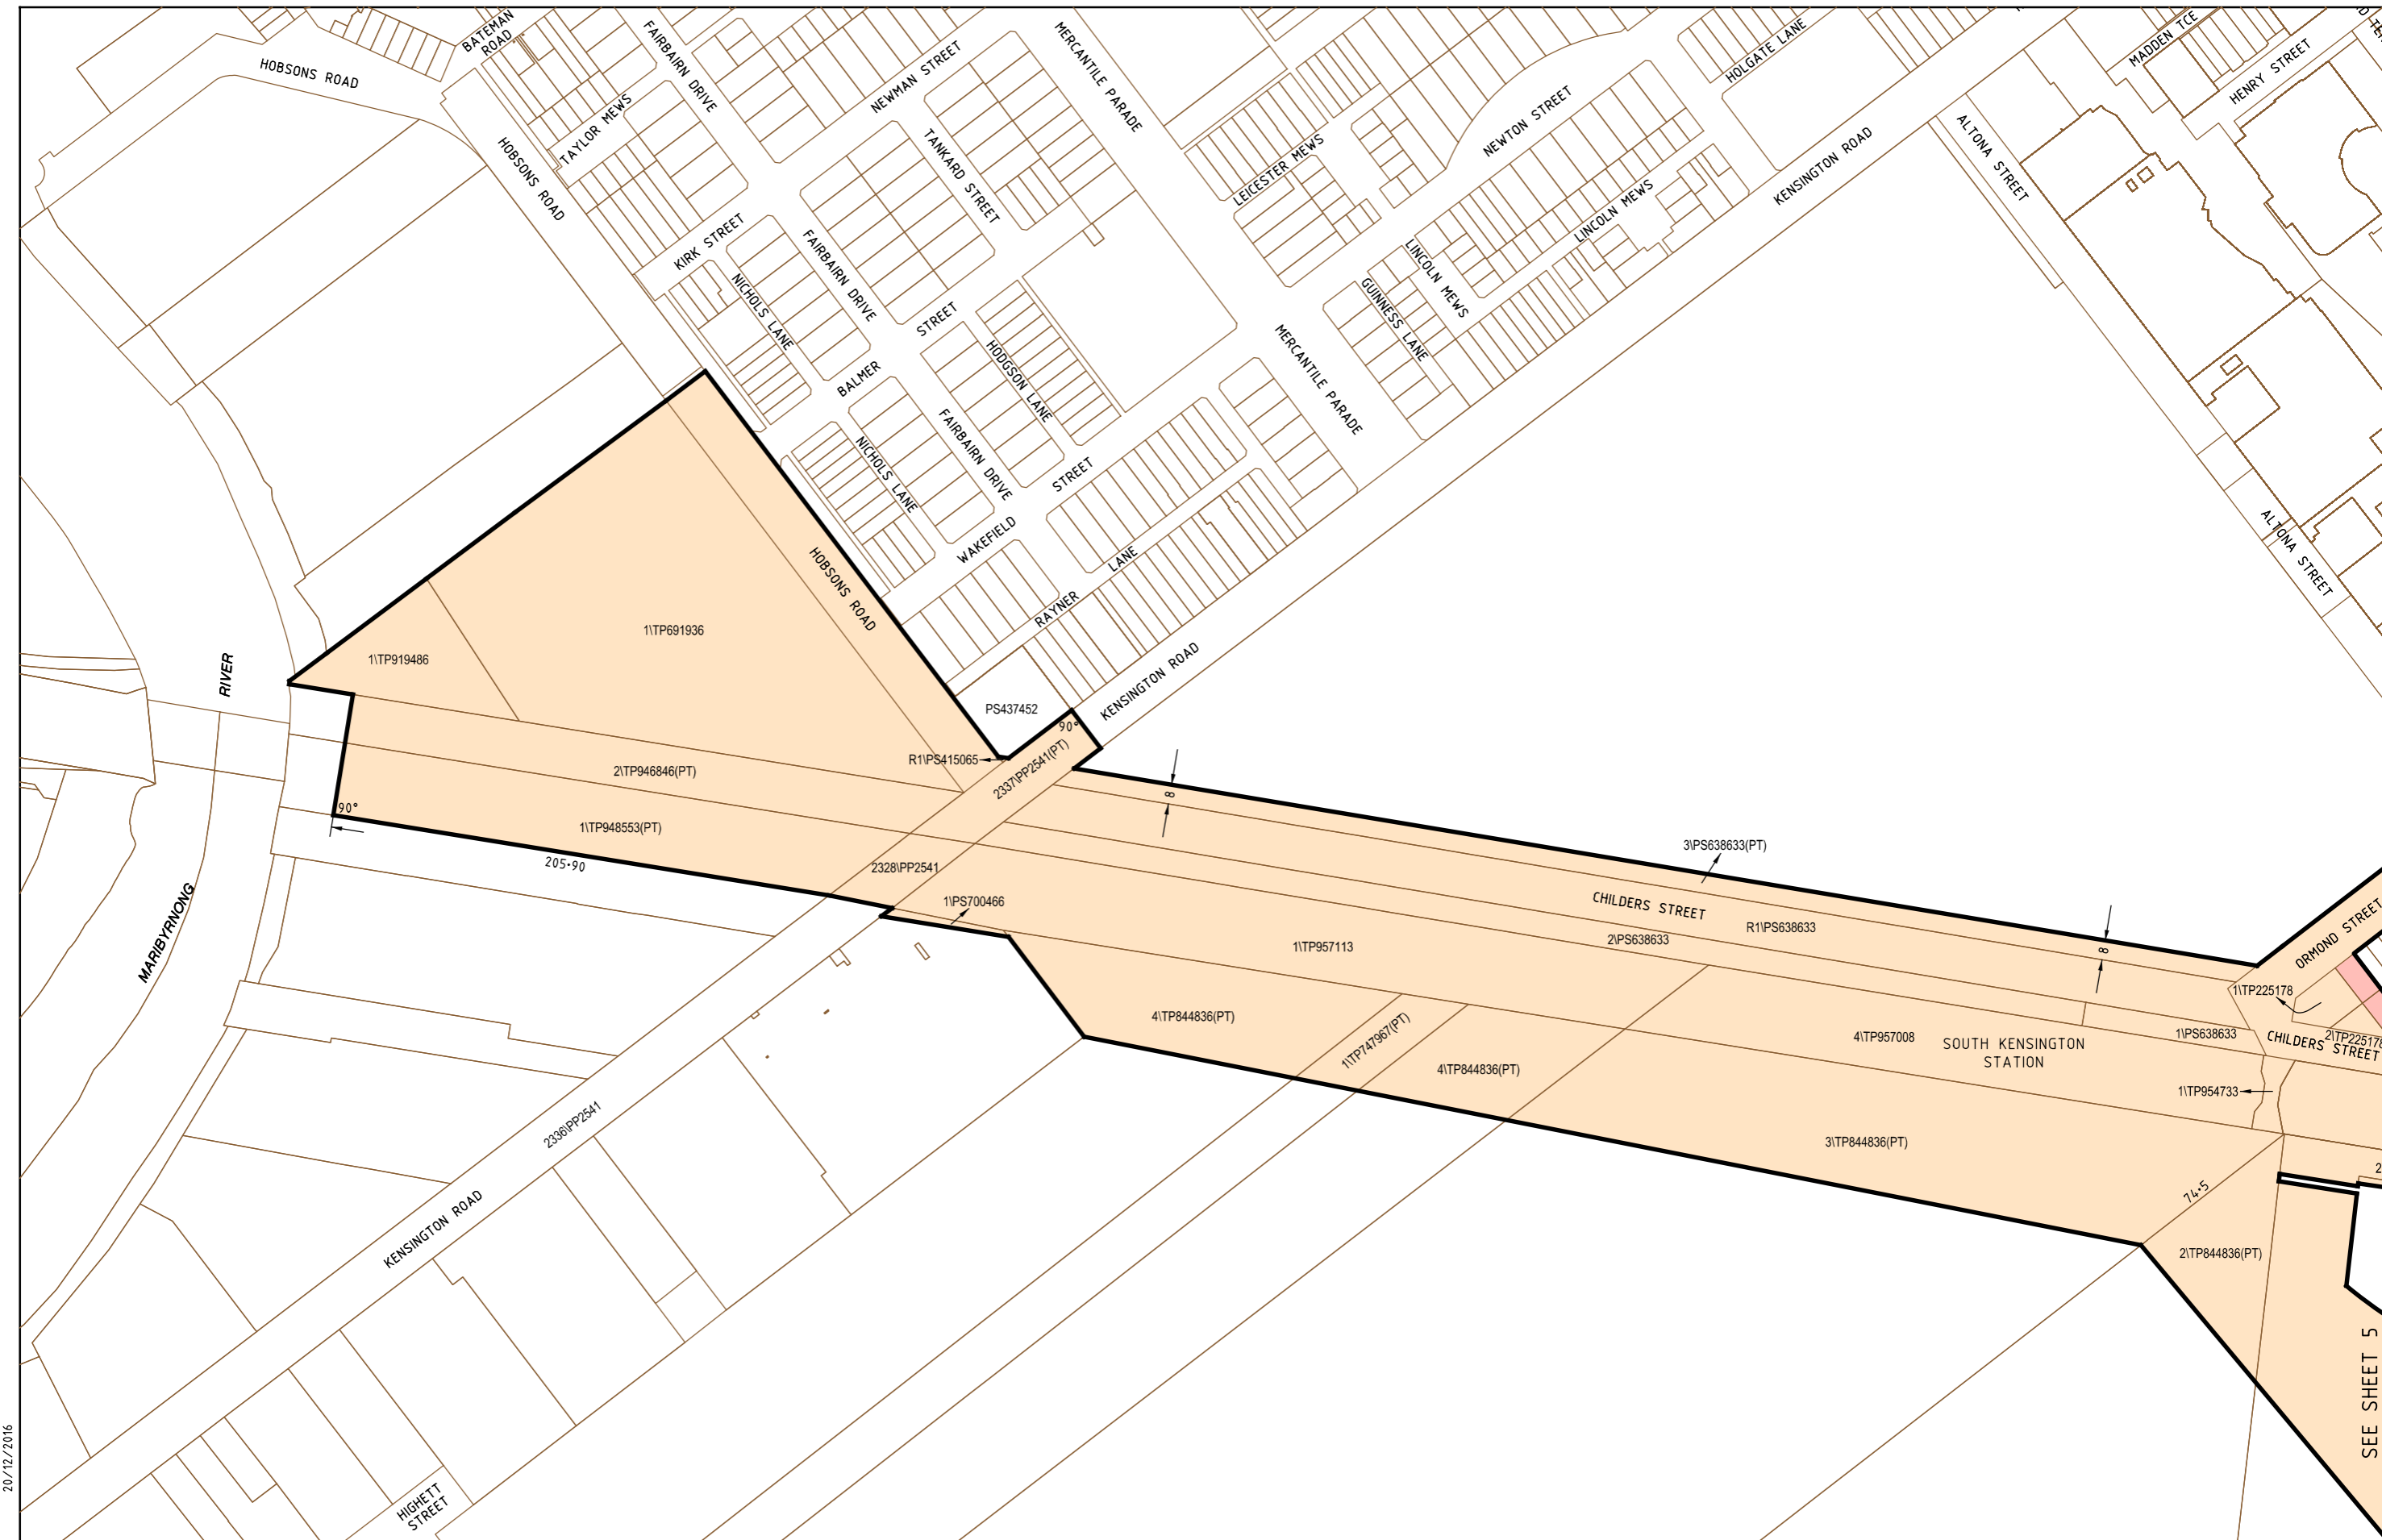 BATEMAN
ROAD
HOBSONS ROAD
FAIRBAIRN DRIVE
NEWMAN STREET
MERCANTILE PARADE
HOLGATE LANE
MADDEN TCE
HENRY STREET
TAYLOR MEWS
HOBSONS ROAD
TANKARD STREET
LEICESTER MEWS
NEWTON STREET
KENSINGTON ROAD
ALTONA STREET
KIRK STREET
FAIRBAIRN DRIVE
LINCOLN MEWS
LINCOLN MEWS
NICHOLS LANE
STREET
GUINNESS LANE
BALMER
HODGSON LANE
MERCANTILE PARADE
NICHOLS LANE
FAIRBAIRN DRIVE
STREET
WAKEFIELD
ALTONA STREET
HOBSONS ROAD
LANE
RAYNER
1\TP691936
1\TP919486
RIVER
PS437452
KENSINGTON ROAD
90°
R1\PS415065
2337\PP2541(PT)
2\TP946846(PT)
8
90°
1\TP948553(PT)
205·90
2328\PP2541
3\PS638633(PT)
1\PS700466
CHILDERS STREET
R1\PS638633
2\PS638633
1\TP957113
8
ORMOND STREET
MARIBYRNONG
1\TP225178
4\TP844836(PT)
1\TP747967(PT)
4\TP957008
SOUTH KENSINGTON
STATION
1\PS638633
CHILDERS STREET
2\TP225178
4\TP844836(PT)
1\TP954733
2336\PP2541
3\TP844836(PT)
2
74·5
KENSINGTON ROAD
2\TP844836(PT)
SEE SHEET 5
HIGHETT
STREET
20/12/2016